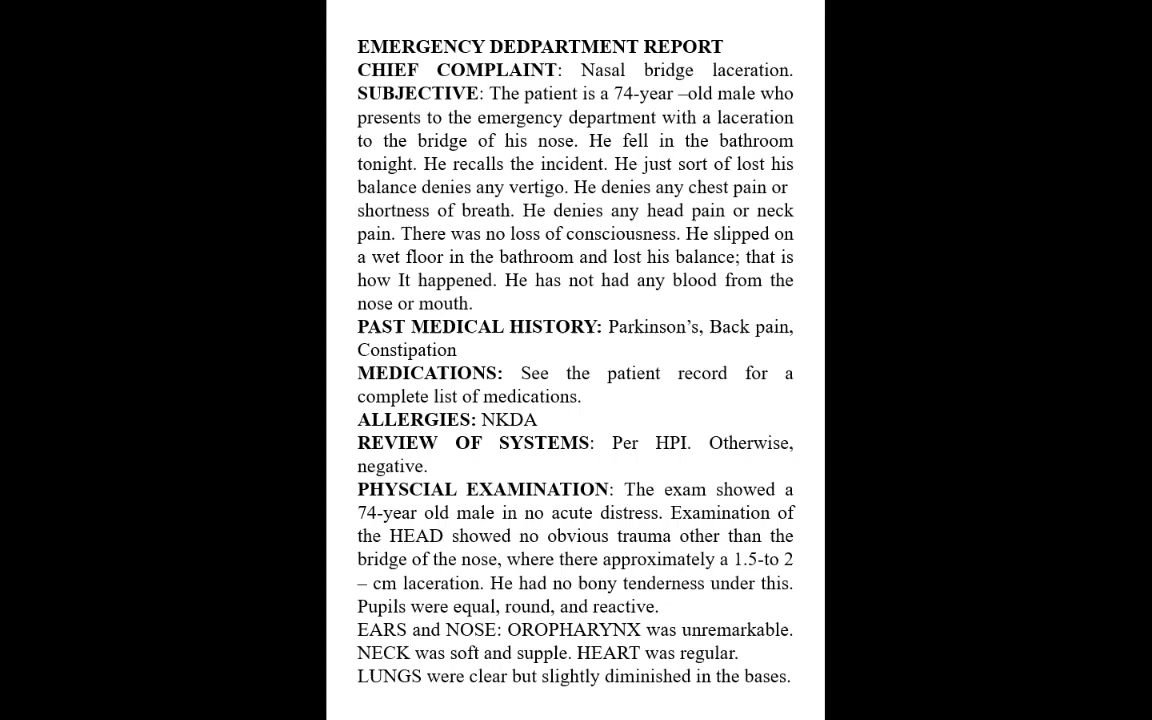 EMERGENCY DEDPARTMENT REPORT
CHIEF COMPLAINT: Nasal bridge laceration.
SUBJECTIVE: The patient is a 74-year –old male who
presents to the emergency department with a laceration
to the bridge of his nose. He fell in the bathroom
tonight. He recalls the incident. He just sort of lost his
balance denies any vertigo. He denies any chest pain or
shortness of breath. He denies any head pain or neck
pain. There was no loss of consciousness. He slipped on
a wet floor in the bathroom and lost his balance; that is
how It happened. He has not had any blood from the
nose or mouth.
PAST MEDICAL HISTORY: Parkinson’s, Back pain,
Constipation
MEDICATIONS: See the patient record for a
complete list of medications.
ALLERGIES: NKDA
REVIEW OF SYSTEMS: Per HPI. Otherwise,
negative.
PHYSCIAL EXAMINATION: The exam showed a
74-year old male in no acute distress. Examination of
the HEAD showed no obvious trauma other than the
bridge of the nose, where there approximately a 1.5-to 2
– cm laceration. He had no bony tenderness under this.
Pupils were equal, round, and reactive.
EARS and NOSE: OROPHARYNX was unremarkable.
NECK was soft and supple. HEART was regular.
LUNGS were clear but slightly diminished in the bases.